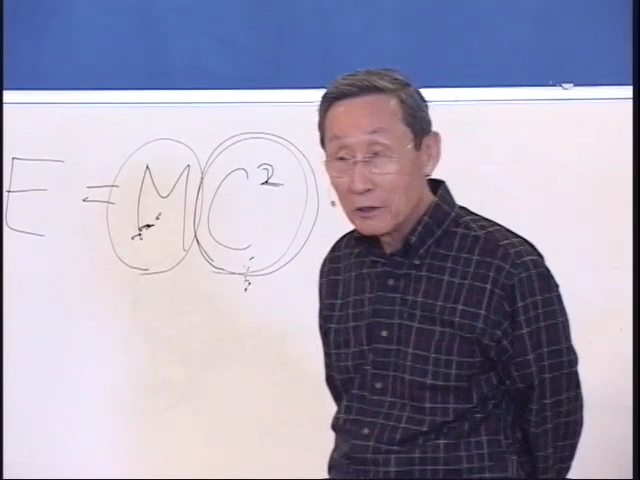 E = MC²